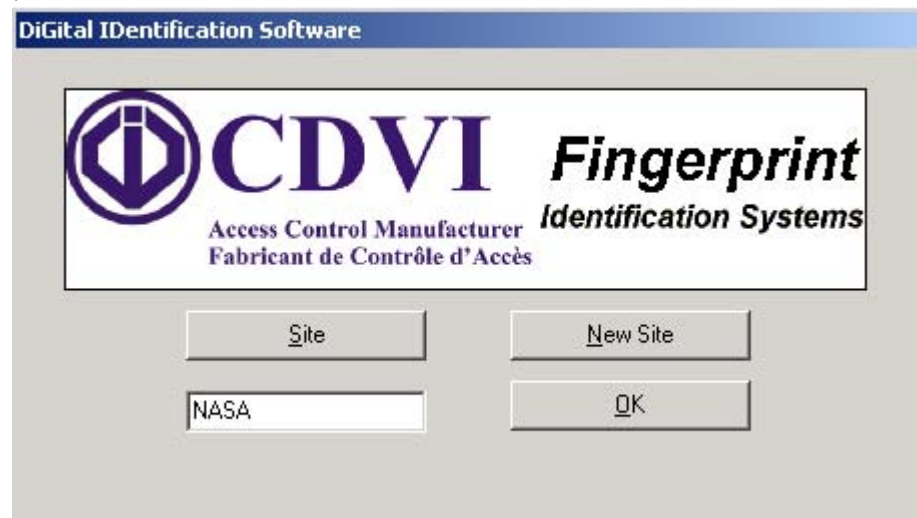 DiGital IDentification Software
CDVI
Fingerprint
Identification Systems
Access Control Manufacturer
Fabricant de Contrôle d'Accès
Site
New Site
NASA
OK